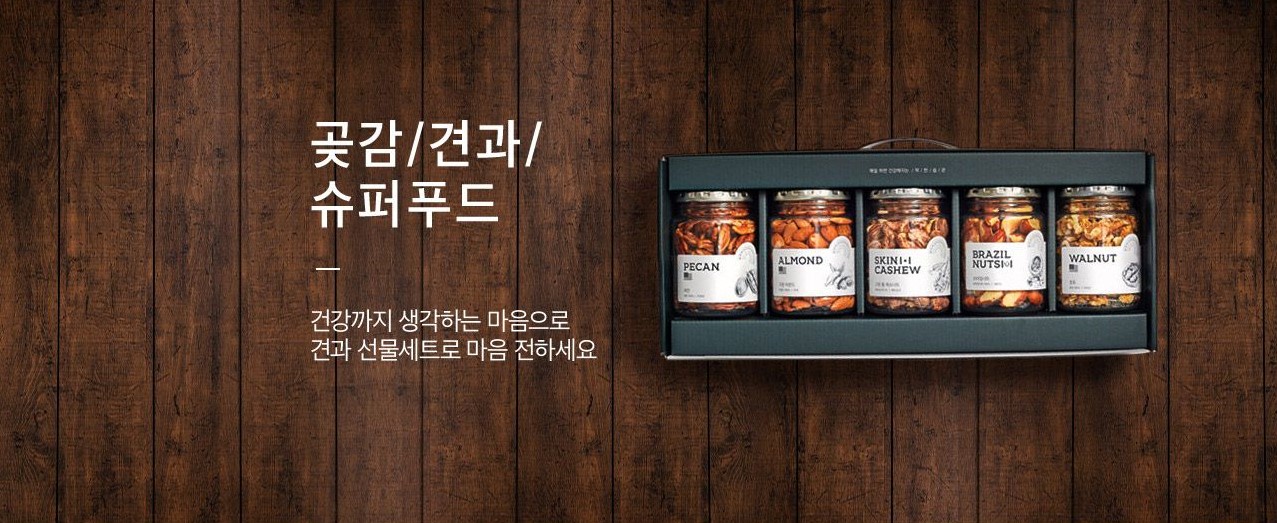 곶감/견과/
슈퍼푸드
건강까지 생각하는 마음으로
견과 선물세트로 마음 전하세요
PECAN
ALMOND
SKIN
CASHEW
BRAZIL
NUTS
WALNUT